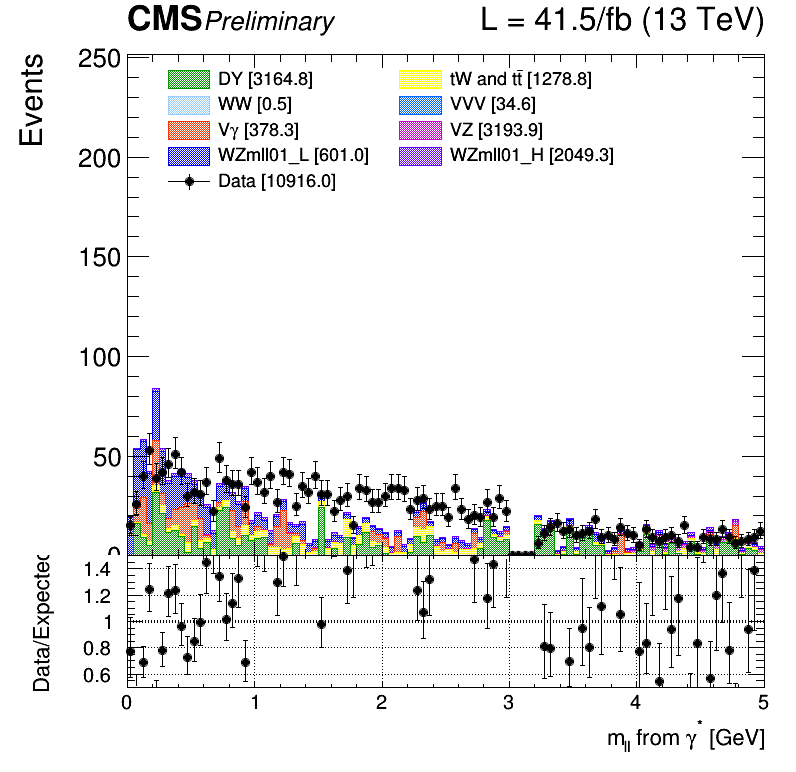 CMS Preliminary L = 41.5/fb (13 TeV)
Events
250
200
150
100
50
0
DY [3164.8] tW and tt̄ [1278.8]
WW [0.5] VVV [34.6]
Vγ [378.3] VZ [3193.9]
WZmll01_L [601.0] WZmll01_H [2049.3]
Data [10916.0]
Data/Expected
1.4
1.2
1
0.8
0.6
0 1 2 3 4 5
m_ll from γ* [GeV]